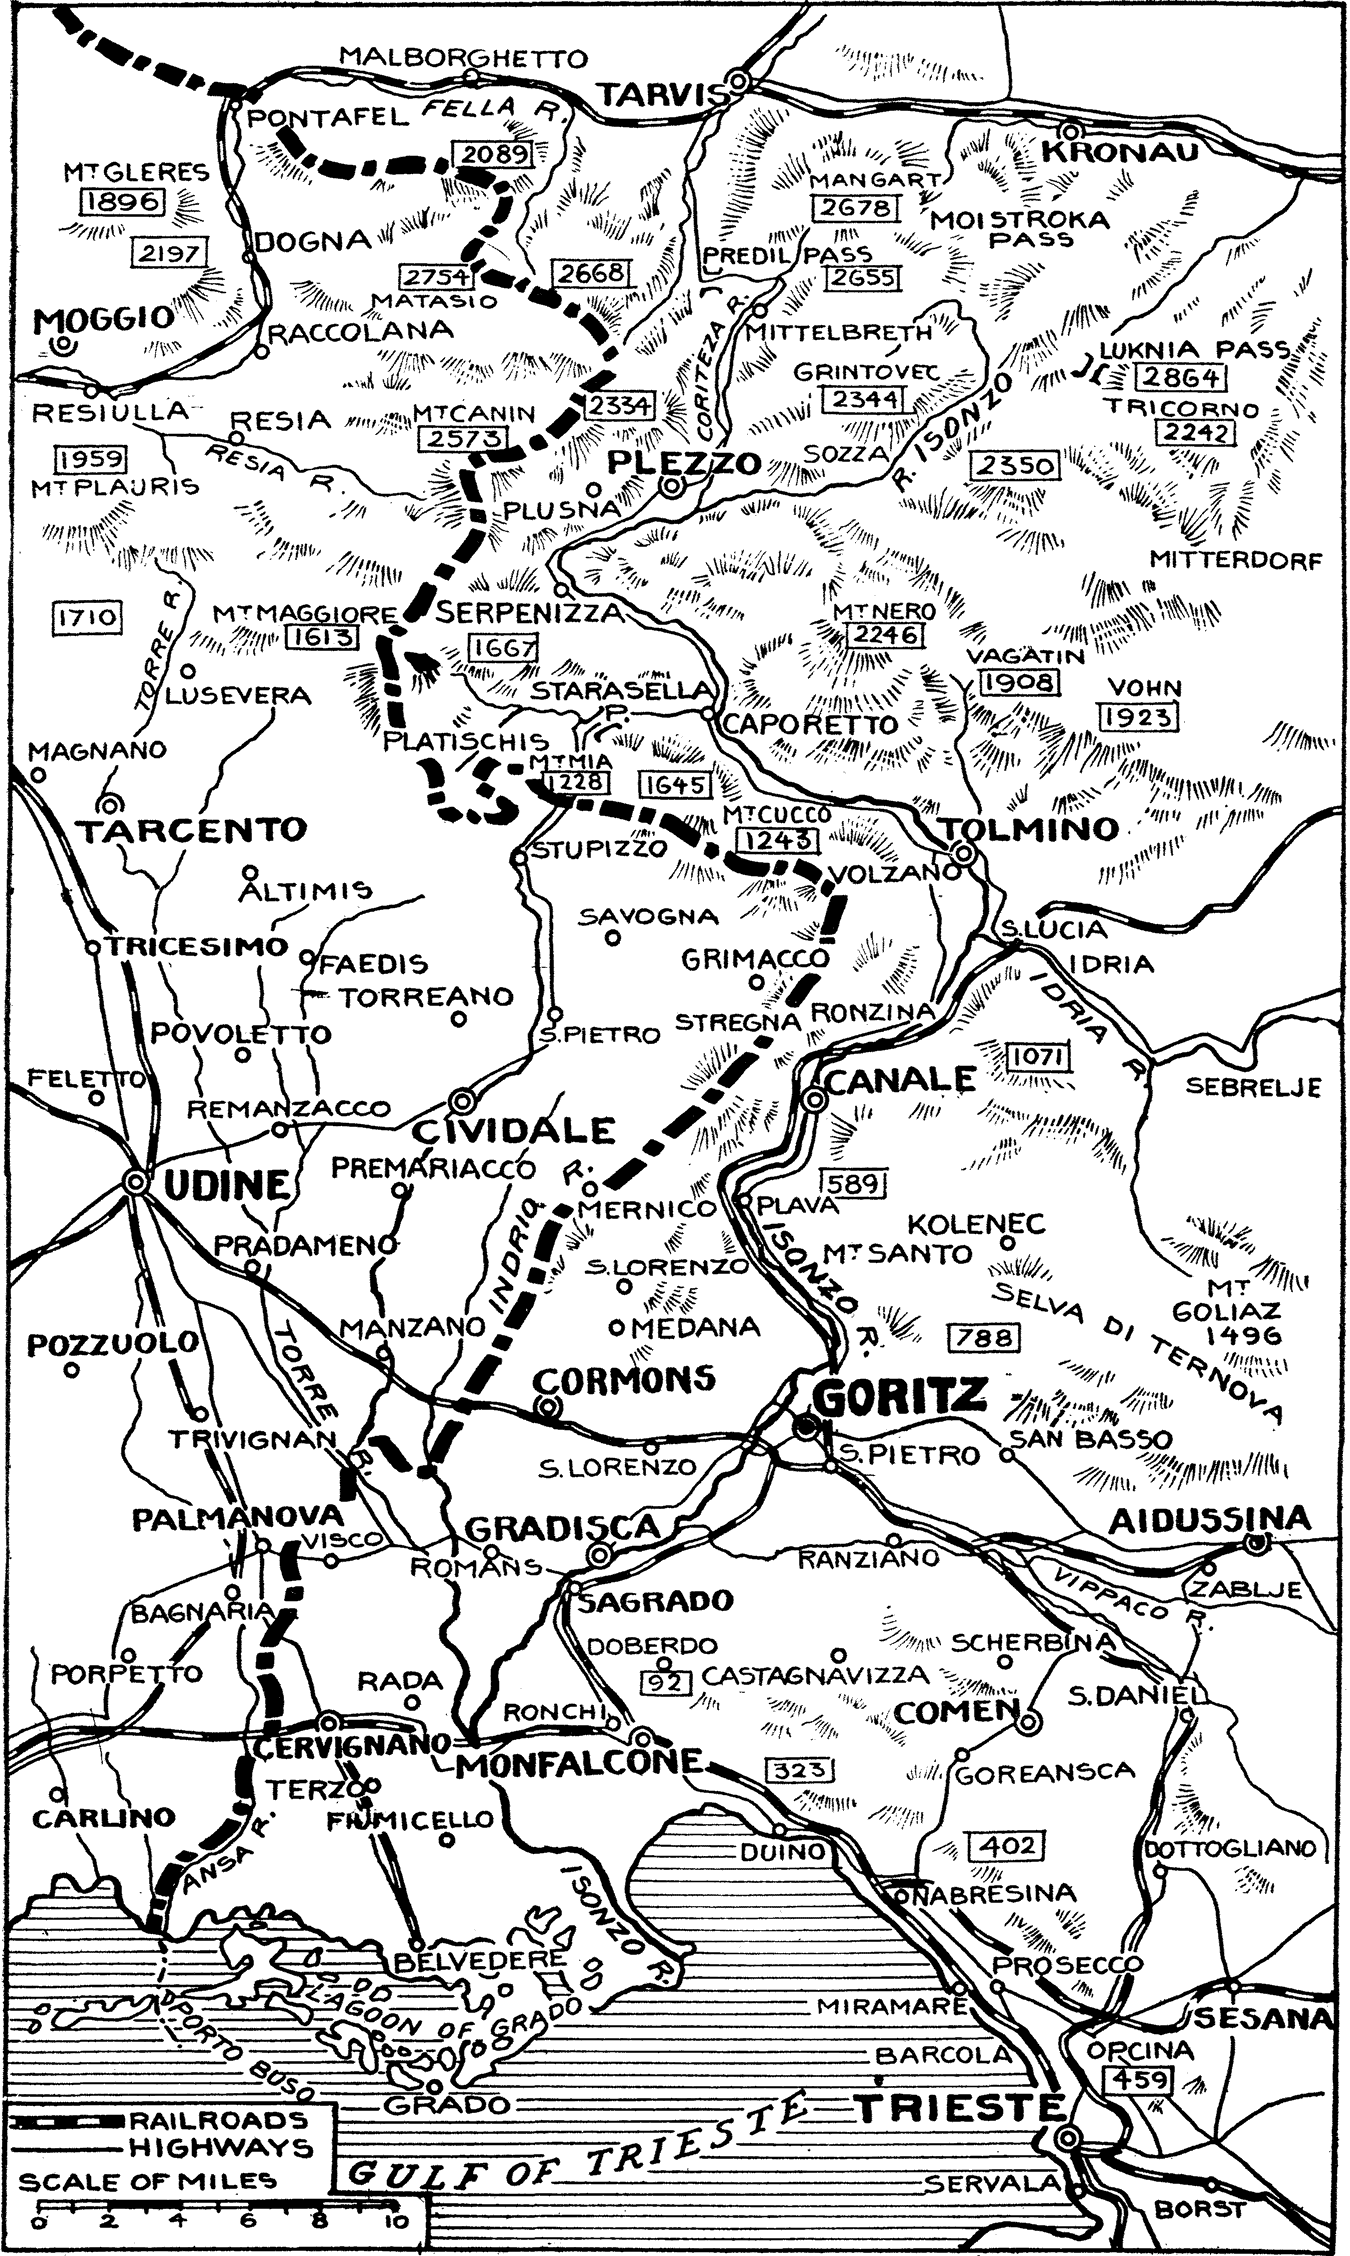 MALBORGHETTO
TARVIS
PONTAFEL
FELLA R.
KRONAU
2089
MT GLERES
1896
MANGART
2678
MOISTROKA
PASS
2197
DOGNA
PREDIL PASS
2655
2754
MATASIO
2668
MOGGIO
RACCOLANA
MITTELBRETH
CORITEZA R.
LUKNIA PASS
2864
GRINTOVEC
2344
TRICORNO
2242
RESIULLA
RESIA
RESIA R.
MT CANIN
2573
2334
R. ISONZO
1959
MT PLAURIS
PLEZZO
SOZZA
2350
PLUSNA
MITTERDORF
1710
TORRE R.
MT MAGGIORE
1613
SERPENIZZA
1667
MT NERO
2246
VAGATIN
1908
VOHN
1923
LUSEVERA
STARASELLA
P.
CAPORETTO
MAGNANO
PLATISCHIS
MT MIA
1228
1645
MT CUCCO
1243
TARCENTO
TOLMINO
STUPIZZO
VOLZANO
ALTIMIS
SAVOGNA
S. LUCIA
TRICESIMO
FAEDIS
GRIMACCO
IDRIA
TORREANO
STREGNA
RONZINA
IDRIA R.
POVOLETTO
S. PIETRO
1071
FELETTO
CANALE
SEBRELJE
REMANZACCO
CIVIDALE
UDINE
PREMARIACCO
INDRIO R.
MERNICO
589
PLAVA
KOLENEC
PRADAMENO
S. LORENZO
MT SANTO
ISONZO R.
SELVA DI TERNOVA
MT
GOLIAZ
1496
POZZUOLO
MANZANO
MEDANA
788
TORRE R.
CORMONS
GORITZ
TRIVIGNAN
S. LORENZO
S. PIETRO
SAN BASSO
PALMANOVA
VISCO
GRADISCA
AIDUSSINA
ROMANS
RANZIANO
BAGNARIA
SAGRADO
VIPPACO R.
ZABLJE
PORPETTO
DOBERDO
92
CASTAGNAVIZZA
SCHERBINA
RADA
RONCHI
COMEN
S. DANIEL
CERVIGNANO
MONFALCONE
TERZO
323
GOREANSCA
CARLINO
FIUMICELLO
DUINO
402
DOTTOGLIANO
ANSA R.
ISONZO R.
NABRESINA
BELVEDERE
PROSECCO
LAGOON OF GRADO
MIRAMARE
SESANA
PORTO BUSO
BARCOLA
OPCINA
459
GRADO
TRIESTE
GULF OF TRIESTE
SERVALA
BORST
RAILROADS
HIGHWAYS
SCALE OF MILES
0 2 4 6 8 10